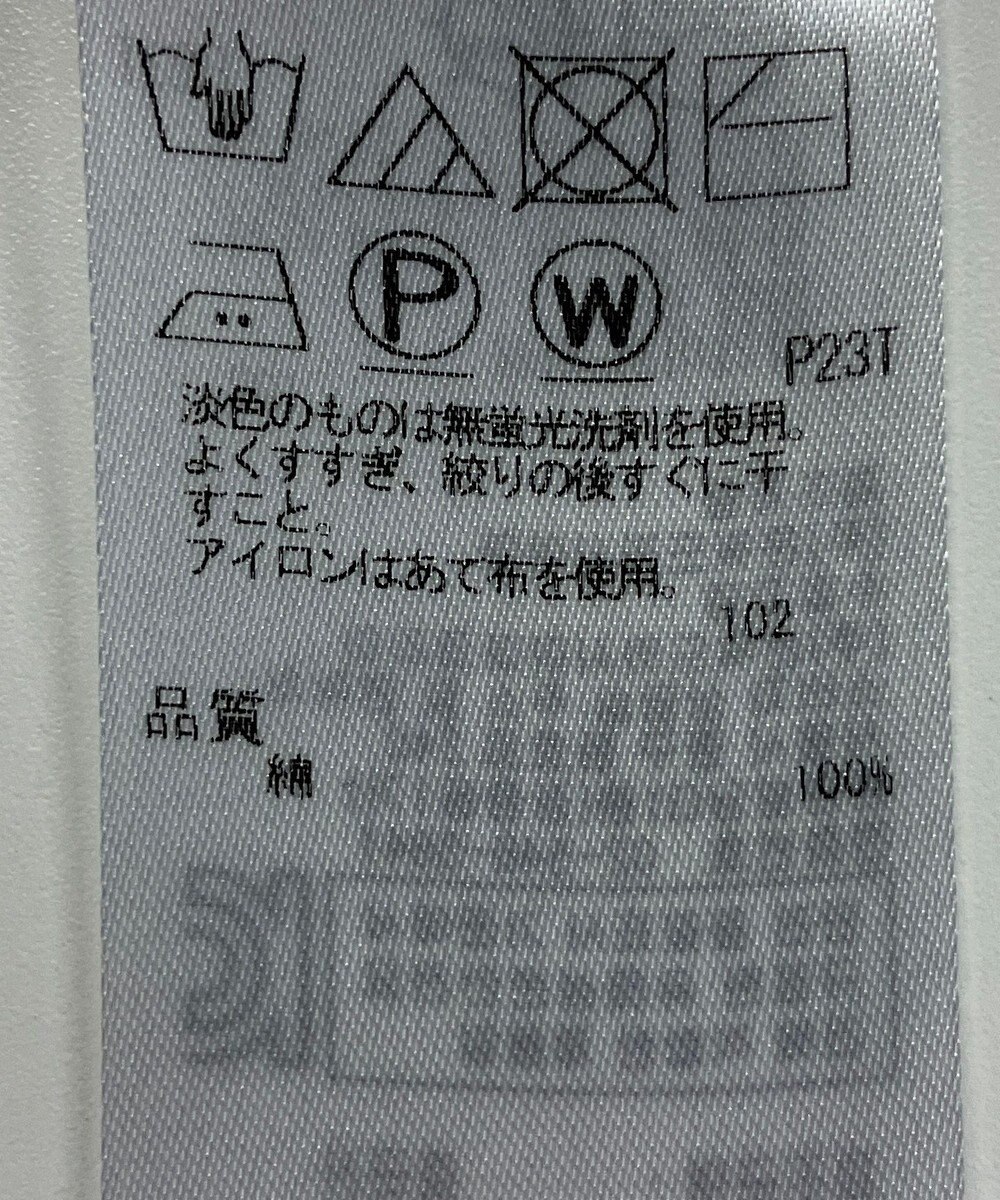 P W
P23T
淡色のものは無蛍光洗剤を使用。
よくすすぎ、絞りの後すぐに干
すこと。
アイロンはあて布を使用。
102
品質
綿 100%